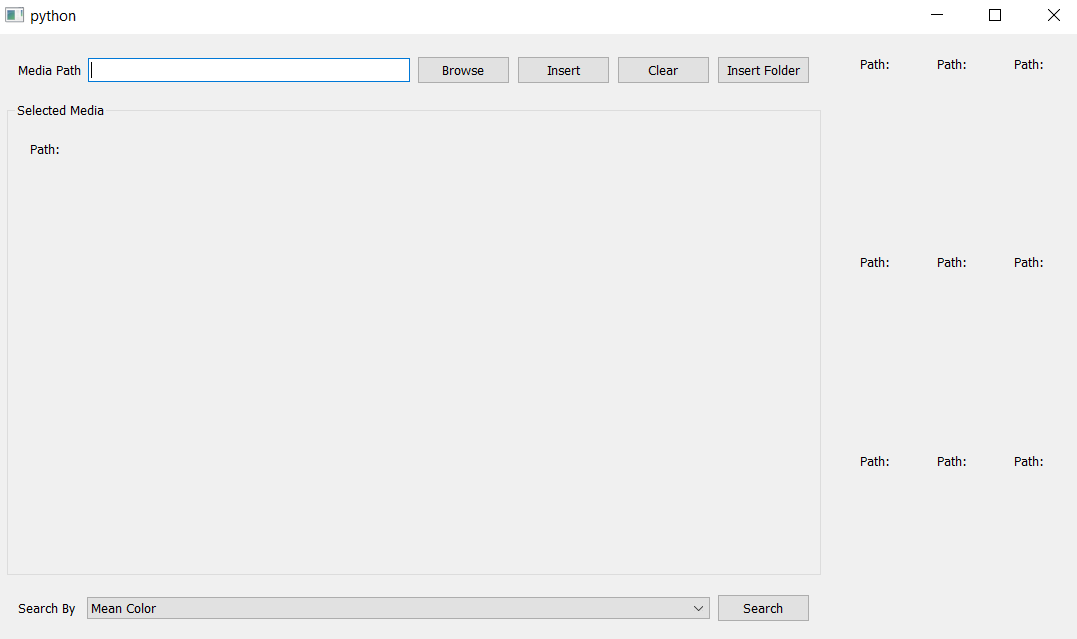 python
Media Path Browse Insert Clear Insert Folder
Path: Path: Path:
Selected Media
Path:
Path: Path: Path:
Path: Path: Path:
Search By Mean Color Search